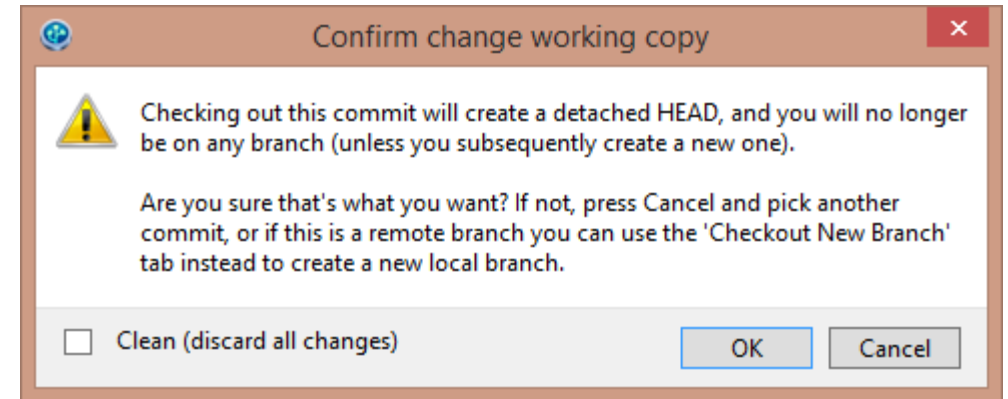 Confirm change working copy
Checking out this commit will create a detached HEAD, and you will no longer
be on any branch (unless you subsequently create a new one).
Are you sure that's what you want? If not, press Cancel and pick another
commit, or if this is a remote branch you can use the 'Checkout New Branch'
tab instead to create a new local branch.
Clean (discard all changes)
OK
Cancel